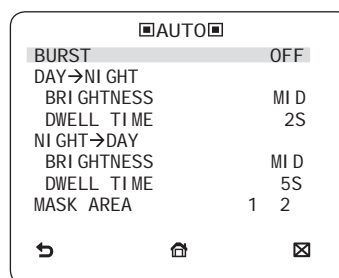 ▣AUTO▣
BURST OFF
DAY→NIGHT
BRIGHTNESS MID
DWELL TIME 2S
NIGHT→DAY
BRIGHTNESS MID
DWELL TIME 5S
MASK AREA 1 2